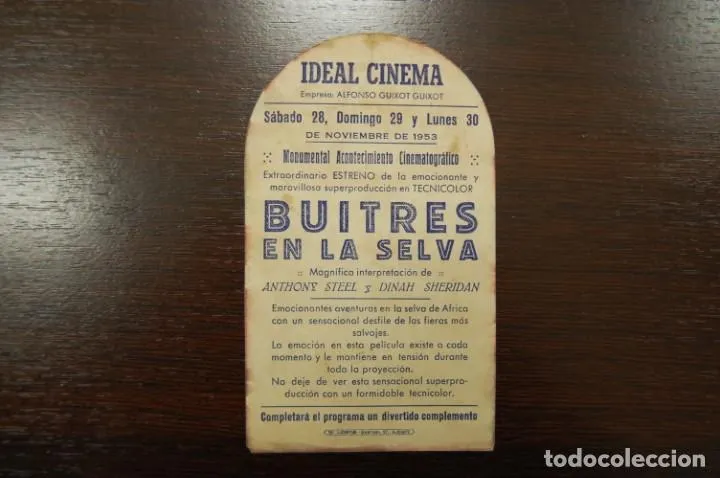 IDEAL CINEMA
Empresa: ALFONSO GUIXOT GUIXOT
Sábado 28, Domingo 29 y Lunes 30
DE NOVIEMBRE DE 1953
Monumental Acontecimiento Cinematográfico
Extraordinario ESTRENO de la emocionante y
maravillosa superproducción en TECNICOLOR
BUITRES
EN LA SELVA
:: Magnífica interpretación de ::
ANTHONY STEEL y DINAH SHERIDAN
Emocionantes aventuras en la selva de Africa
con un sensacional desfile de las fieras más
salvajes.
La emoción en esta película existe a cada
momento y le mantiene en tensión durante
todo la proyección.
No deje de ver esta sensacional superpro-
ducción con un formidable tecnicolor.
Completará el programa un divertido complemento
todocoleccion